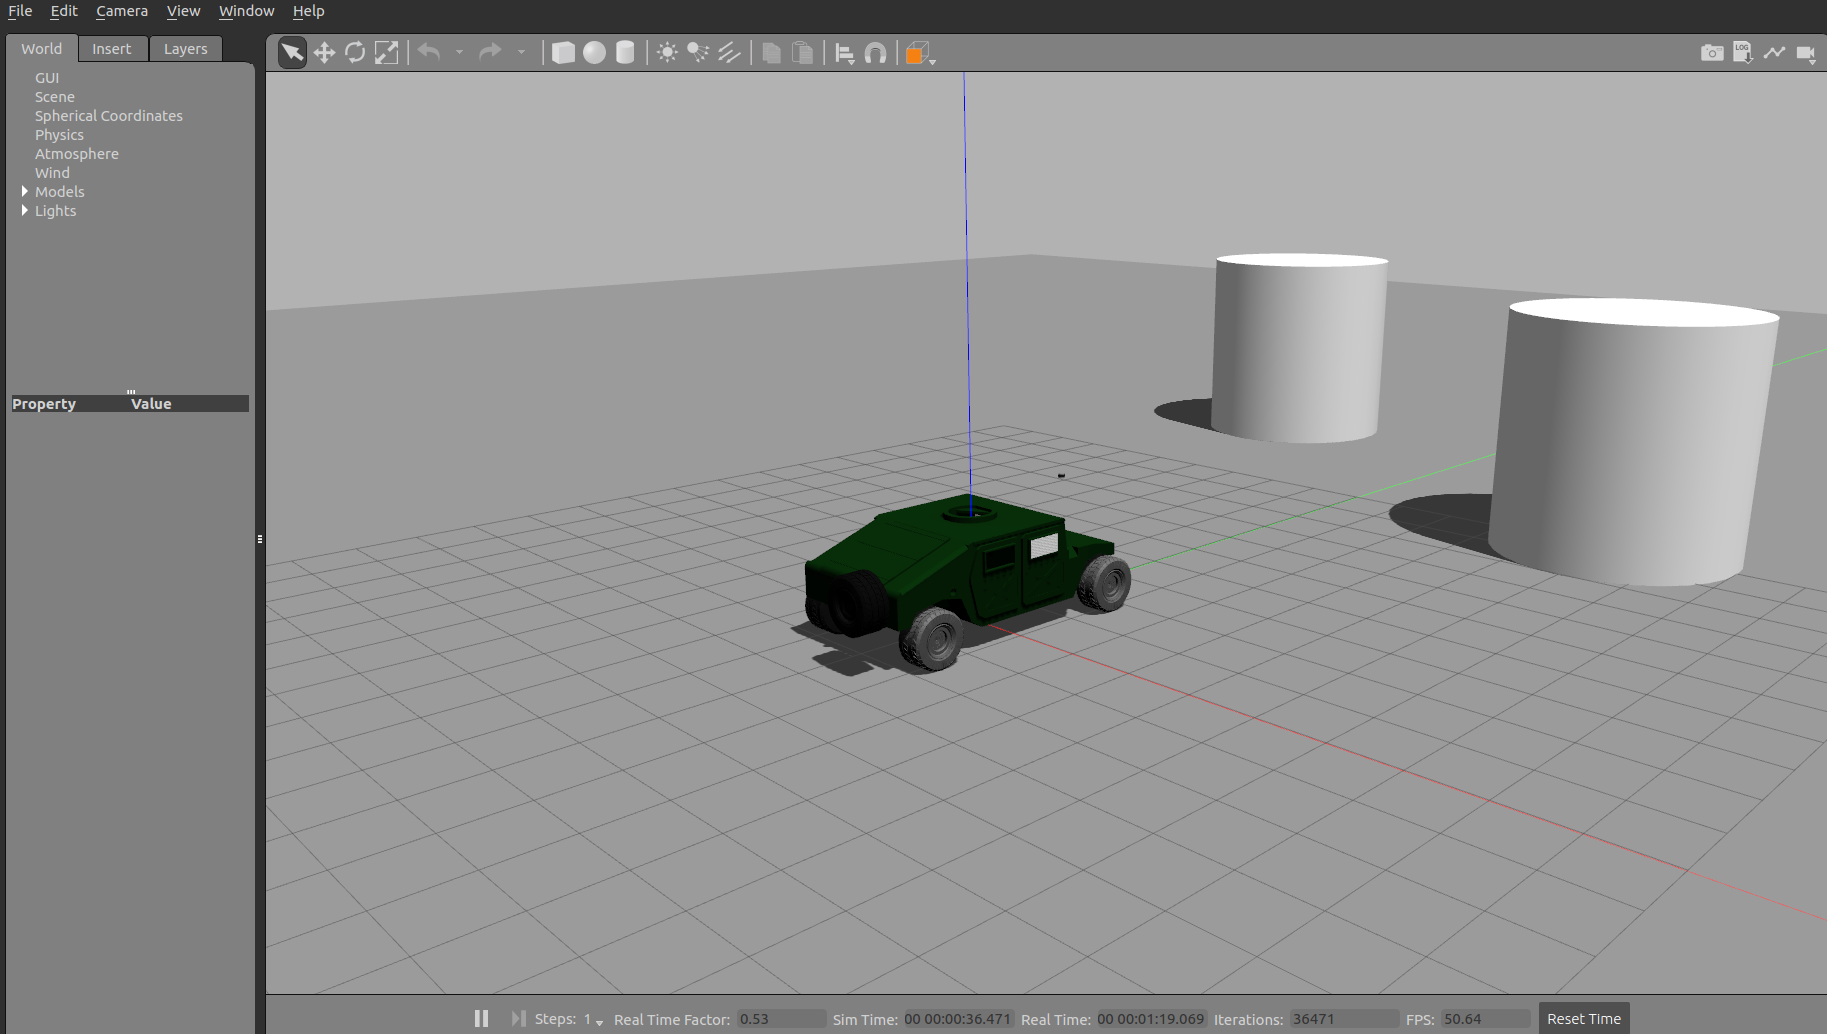 File Edit Camera View Window Help
World Insert Layers
LOG
GUI
Scene
Spherical Coordinates
Physics
Atmosphere
Wind
Models
Lights
Property Value
Steps: 1 Real Time Factor: 0.53 Sim Time: 00 00:00:36.471 Real Time: 00 00:01:19.069 Iterations: 36471 FPS: 50.64 Reset Time